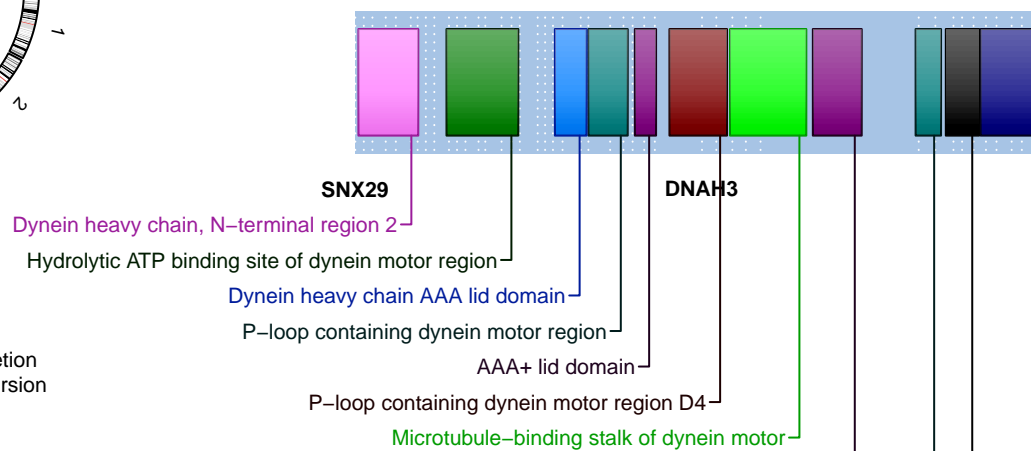 1
2
SNX29
DNAH3
Dynein heavy chain, N−terminal region 2
Hydrolytic ATP binding site of dynein motor region
Dynein heavy chain AAA lid domain
P−loop containing dynein motor region
etion
AAA+ lid domain
rsion
P−loop containing dynein motor region D4
Microtubule−binding stalk of dynein motor